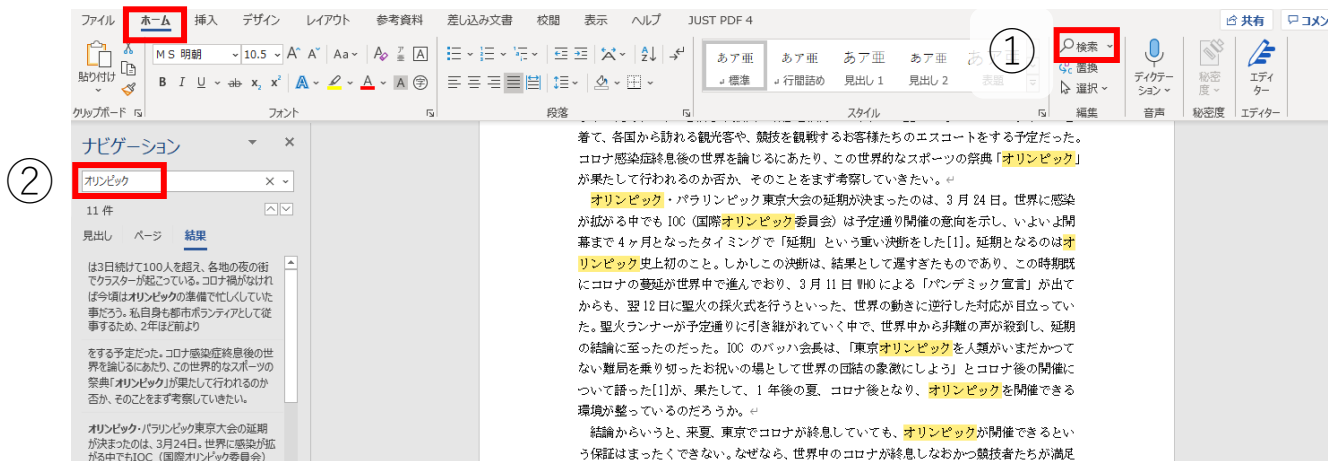 ファイル ホーム 挿入 デザイン レイアウト 参考資料 差し込み文書 校閲 表示 ヘルプ JUST PDF 4 共有 コメン
①
貼り付け
クリップボード
MS 明朝 10.5
フォント
段落
あア亜 あア亜 あア亜 あア亜
標準 行間詰め 見出し 1 見出し 2 表題
スタイル
検索
置換
選択
編集
ディクテーション
音声
秘密度
秘密度
エディター
エディター
②
ナビゲーション
オリンピック
11 件
見出し ページ 結果
は3日続けて100人を超え、各地の夜の街
でクラスターが起こっている。コロナ禍がなけれ
ば今頃はオリンピックの準備で忙しくしていた
事だろう。私自身も都市ボランティアとして従
事するため、2年ほど前より
をする予定だった。コロナ感染症終息後の世
界を論じるにあたり、この世界的なスポーツの
祭典「オリンピック」が果たして行われるのか
否か、そのことをまず考察していきたい。
オリンピック・パラリンピック東京大会の延期
が決まったのは、3月24日。世界に感染が拡
がる中でもIOC（国際オリンピック委員会）
着て、各国から訪れる観光客や、競技を観戦するお客様たちのエスコートをする予定だった。
コロナ感染症終息後の世界を論じるにあたり、この世界的なスポーツの祭典「オリンピック」
が果たして行われるのか否か、そのことをまず考察していきたい。
オリンピック・パラリンピック東京大会の延期が決まったのは、3 月 24 日。世界に感染
が拡がる中でも IOC（国際オリンピック委員会）は予定通り開催の意向を示し、いよいよ開
幕まで 4 ヶ月となったタイミングで「延期」という重い決断をした[1]。延期となるのはオ
リンピック史上初のこと。しかしこの決断は、結果として遅すぎたものであり、この時期既
にコロナの蔓延が世界中で進んでおり、3 月 11 日 WHO による「パンデミック宣言」が出て
からも、翌 12 日に聖火の採火式を行うといった、世界の動きに逆行した対応が目立ってい
た。聖火ランナーが予定通りに引き継がれていく中で、世界中から非難の声が殺到し、延期
の結論に至ったのだった。IOC のバッハ会長は、「東京オリンピックを人類がいまだかつて
ない難局を乗り切ったお祝いの場として世界の団結の象徴にしよう」とコロナ後の開催に
ついて語った[1]が、果たして、1 年後の夏、コロナ後となり、オリンピックを開催できる
環境が整っているのだろうか。
結論からいうと、来夏、東京でコロナが終息していても、オリンピックが開催できるとい
う保証はまったくできない。なぜなら、世界中のコロナが終息しなおかつ競技者たちが満足